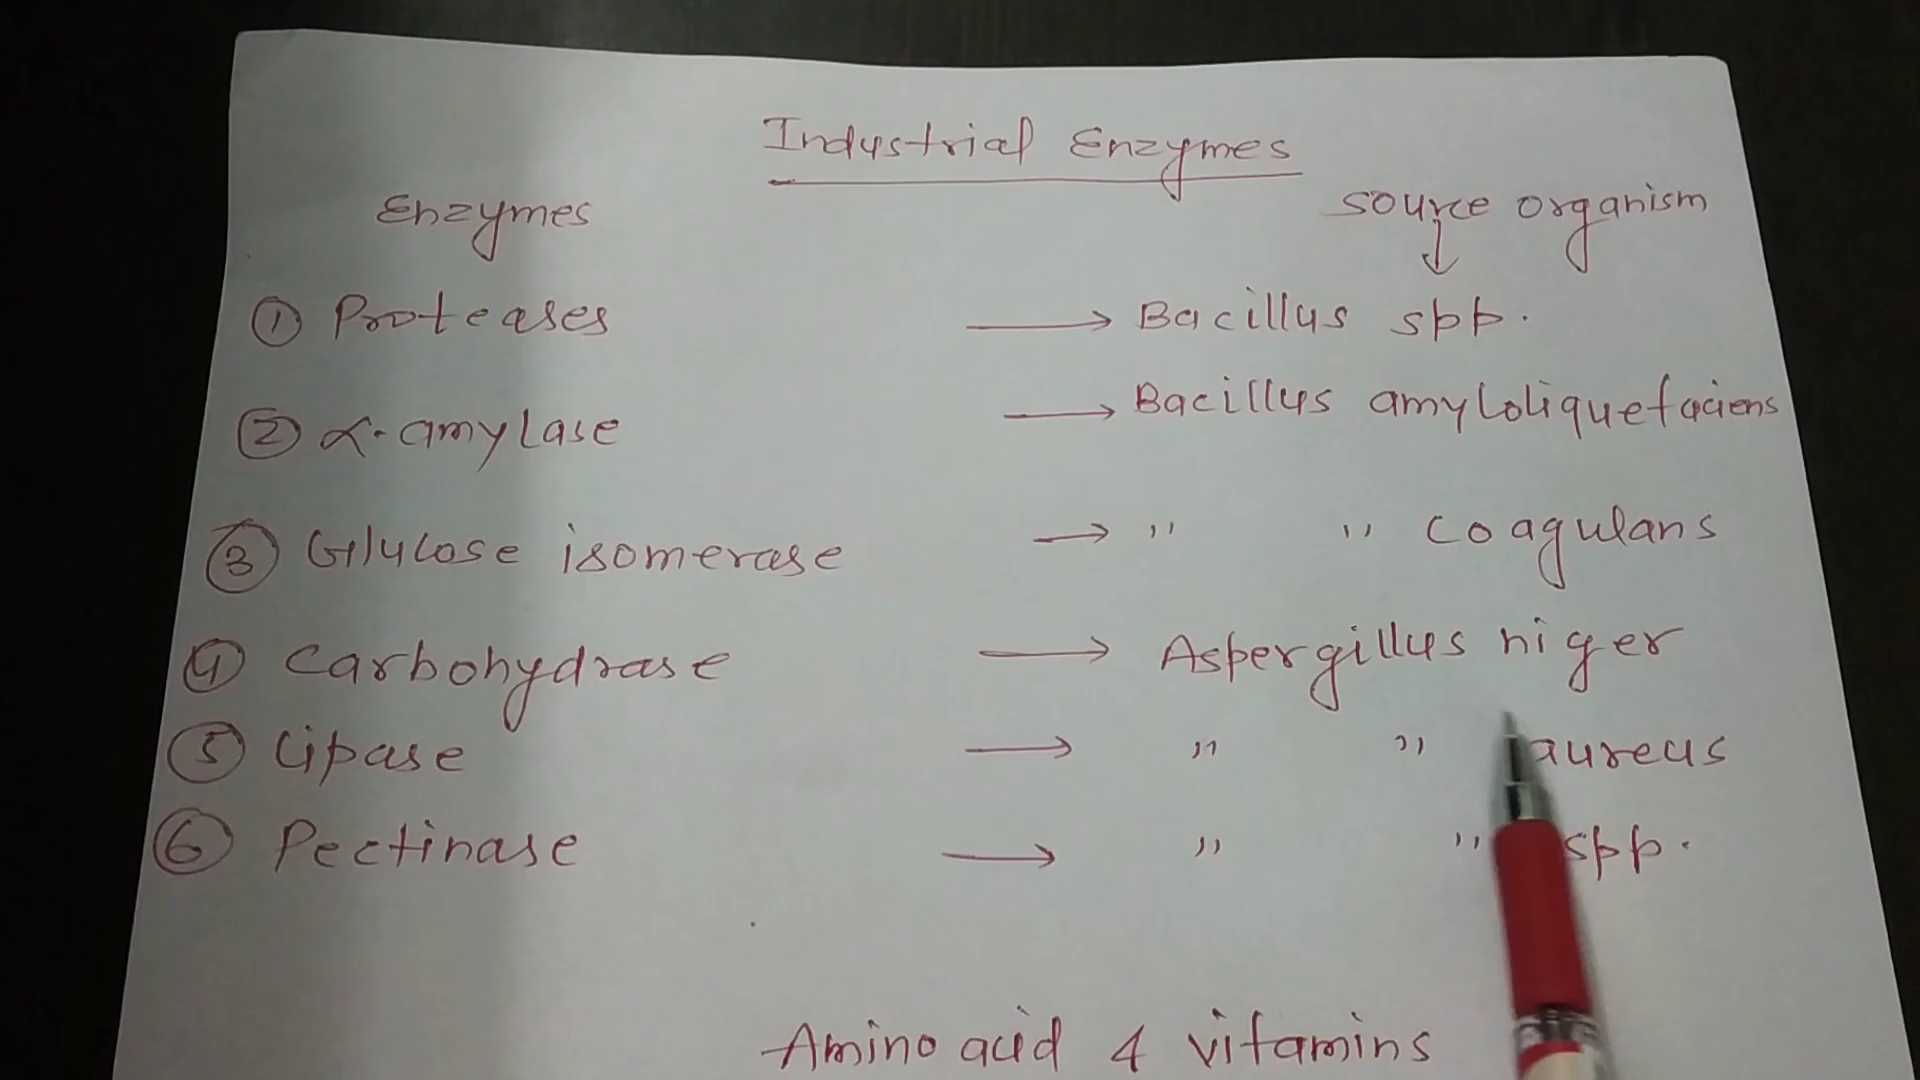 Industrial Enzymes
Enzymes source organism
↓
① Proteases → Bacillus spp.
② α-amylase → Bacillus amyloliquefaciens
③ Glucose isomerase → " " coagulans
④ Carbohydrase → Aspergillus niger
⑤ Lipase → " " aureus
⑥ Pectinase → " " spp.
Amino acid & vitamins